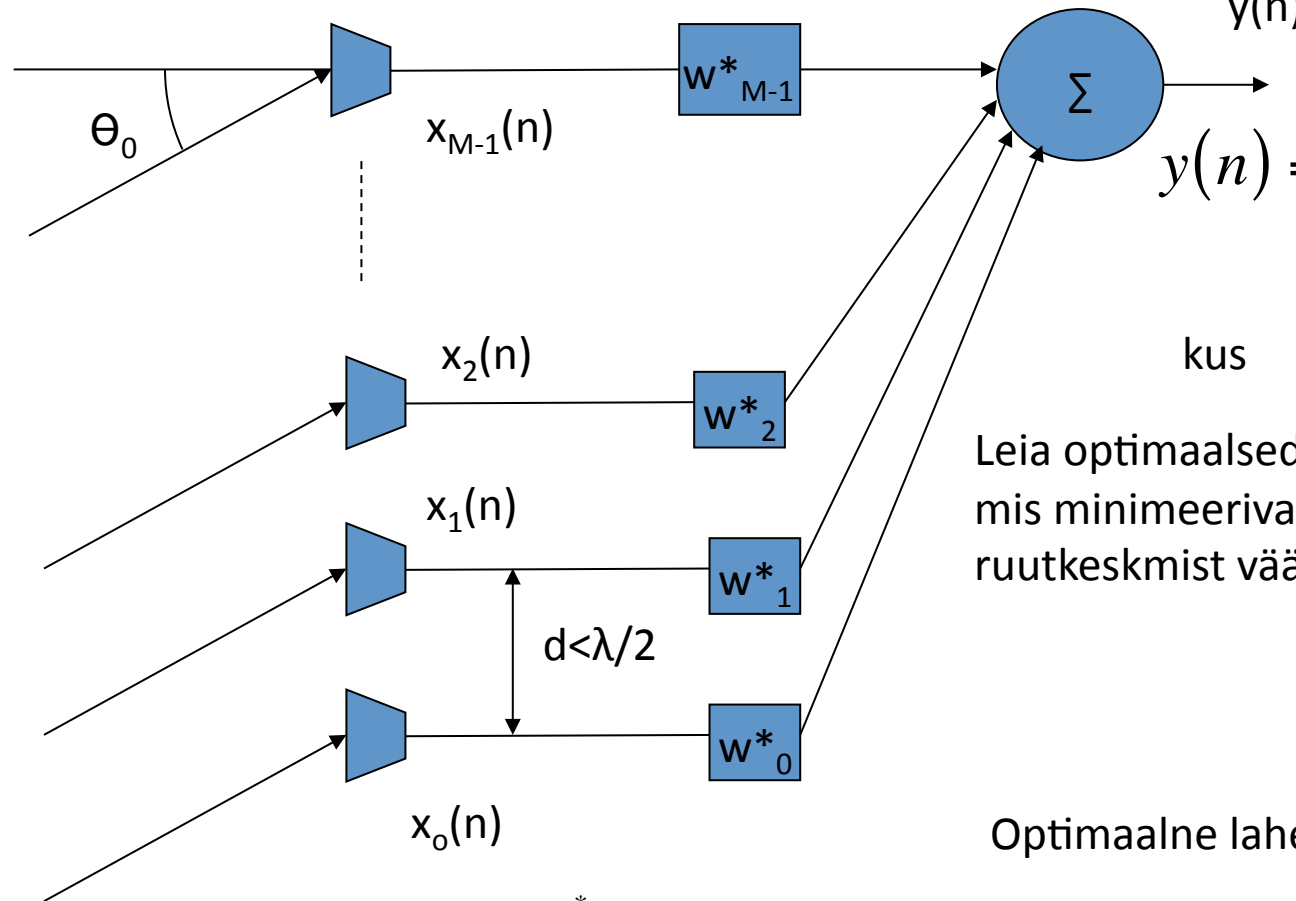 y(n)
w*M-1
∑
ϴ0
xM-1(n)
y(n) =
x2(n)
kus
w*2
Leia optimaalsed
mis minimeeriva
x1(n)
ruutkeskmist vää
w*1
d<λ/2
w*0
xo(n)
Optimaalne lahe
*